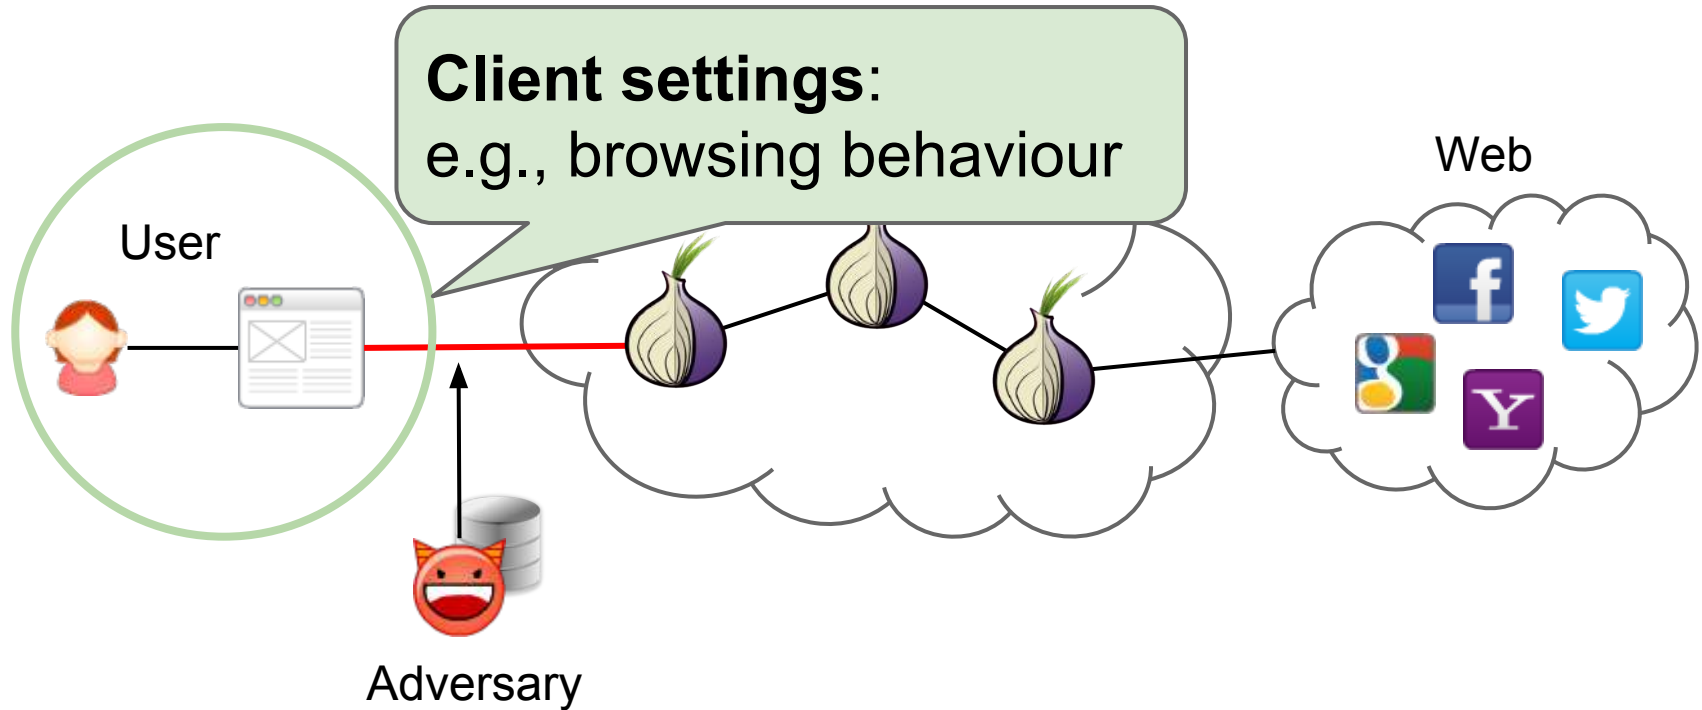 Client settings:
e.g., browsing behaviour
Web
User
f
g
Y
Adversary